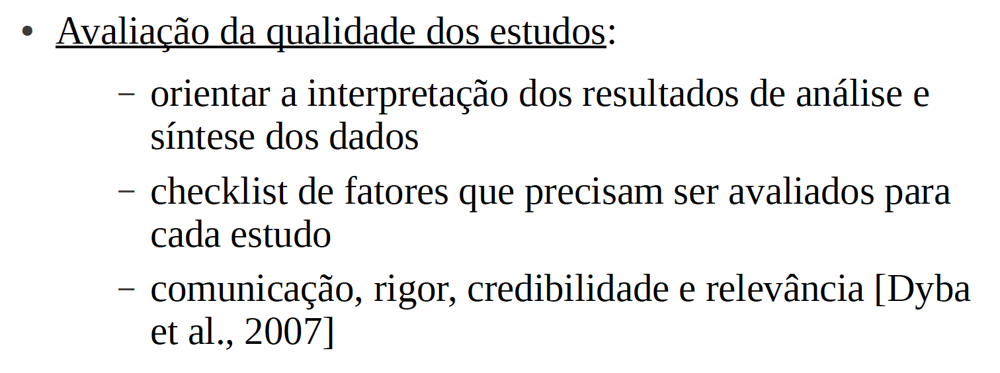 • Avaliação da qualidade dos estudos:
– orientar a interpretação dos resultados de análise e
síntese dos dados
– checklist de fatores que precisam ser avaliados para
cada estudo
– comunicação, rigor, credibilidade e relevância [Dyba
et al., 2007]